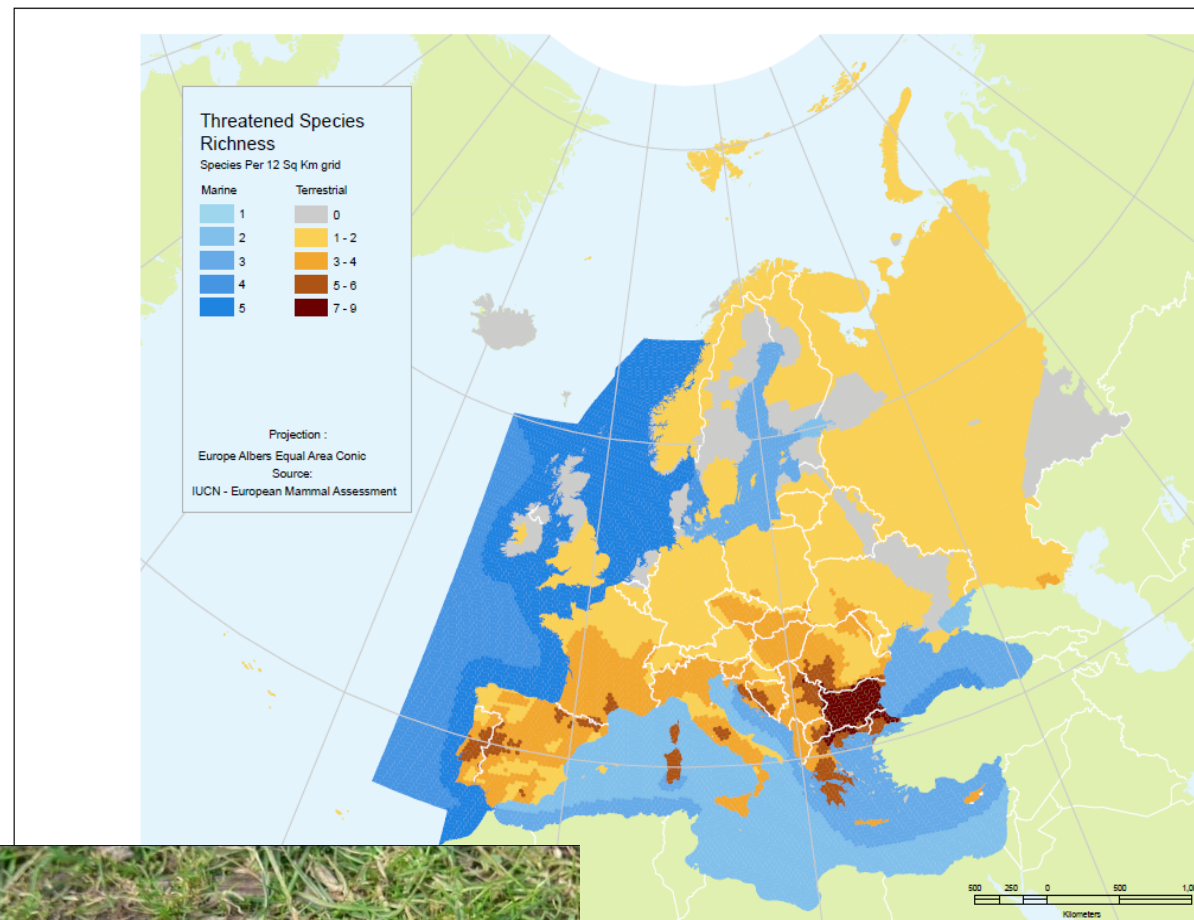 Threatened Species
Richness
Species Per 12 Sq Km grid
Marine Terrestrial
1 0
2 1 - 2
3 3 - 4
4 5 - 6
5 7 - 9
Projection :
Europe Albers Equal Area Conic
Source:
IUCN - European Mammal Assessment
500 250 0 500
Kilometers